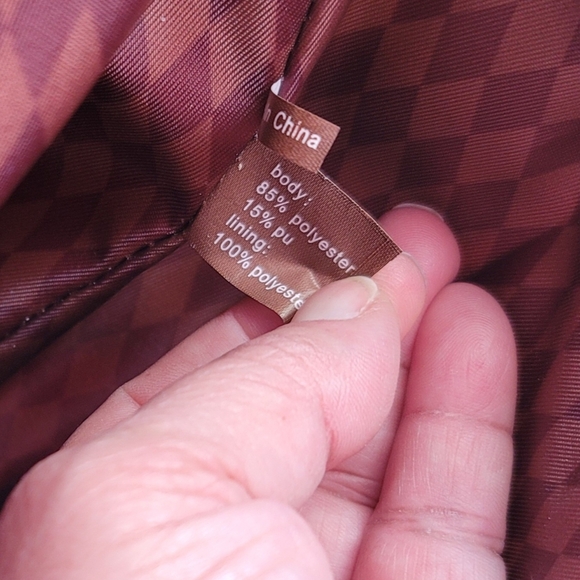 China
body:
85% polyester
15% pu
lining:
100% polyeste